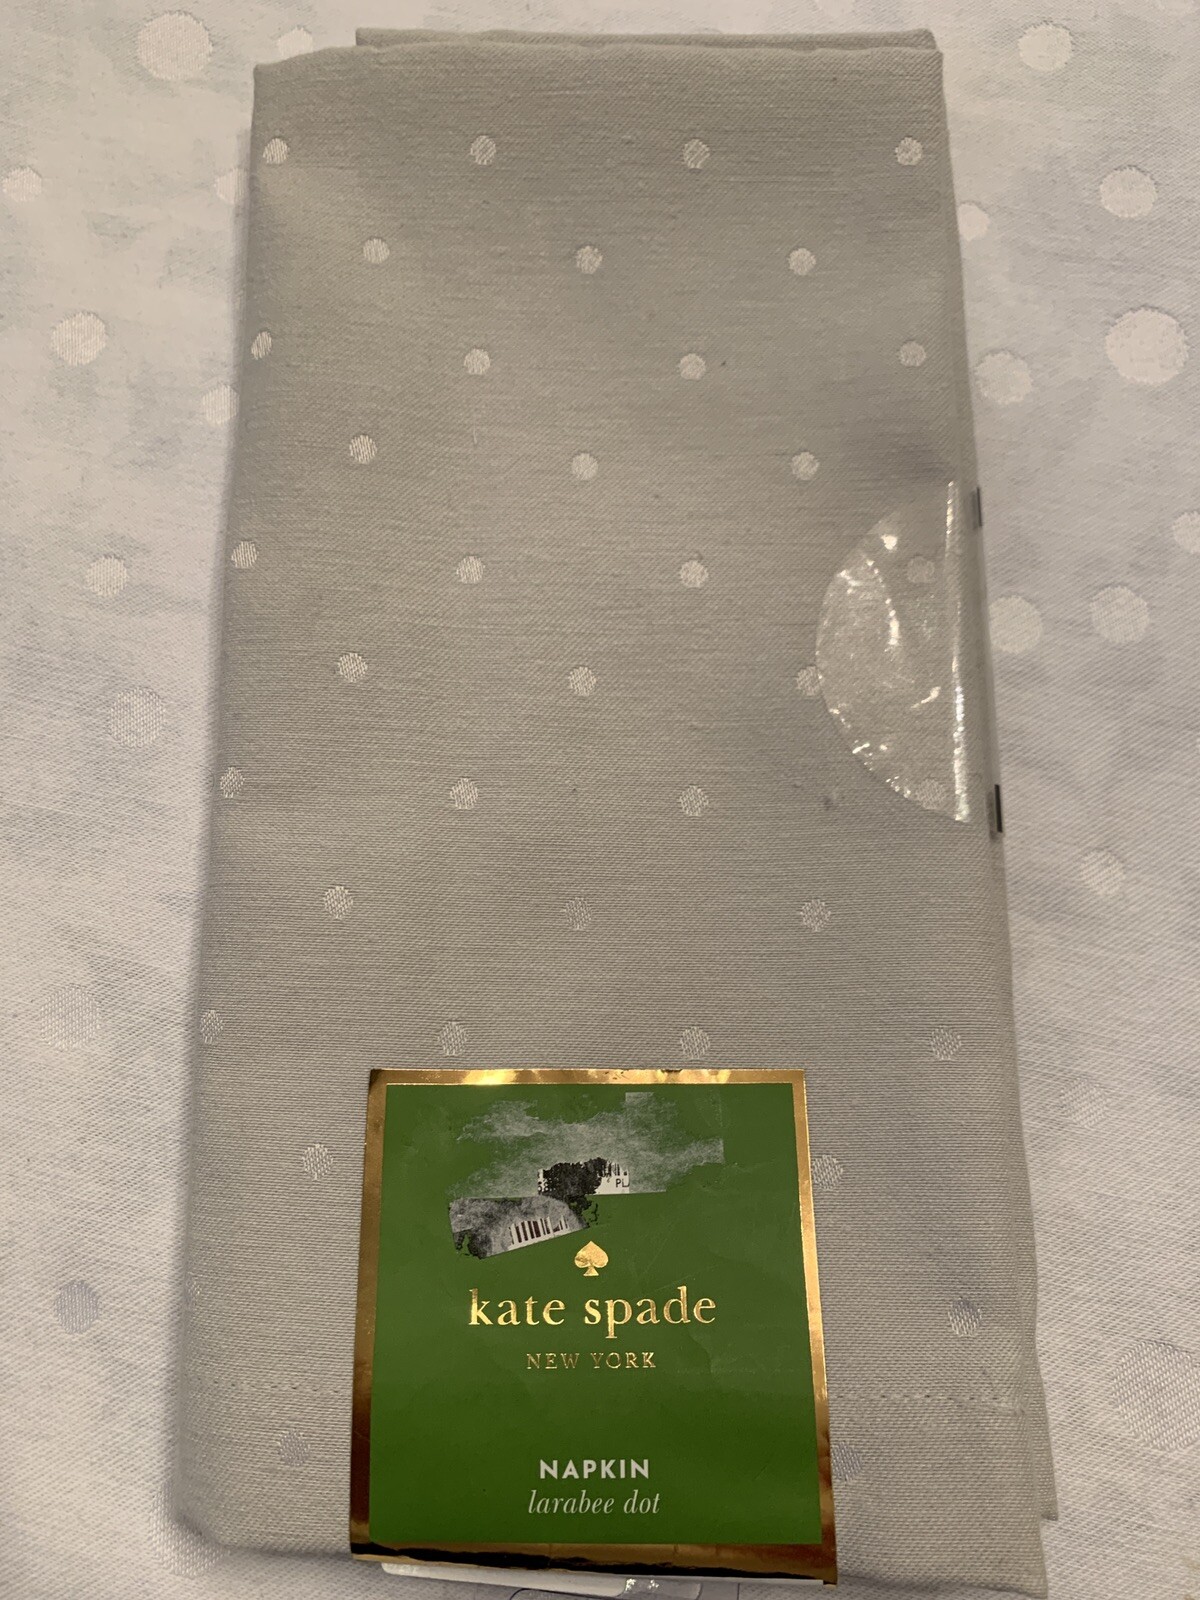 kate spade
NEW YORK
NAPKIN
larabee dot